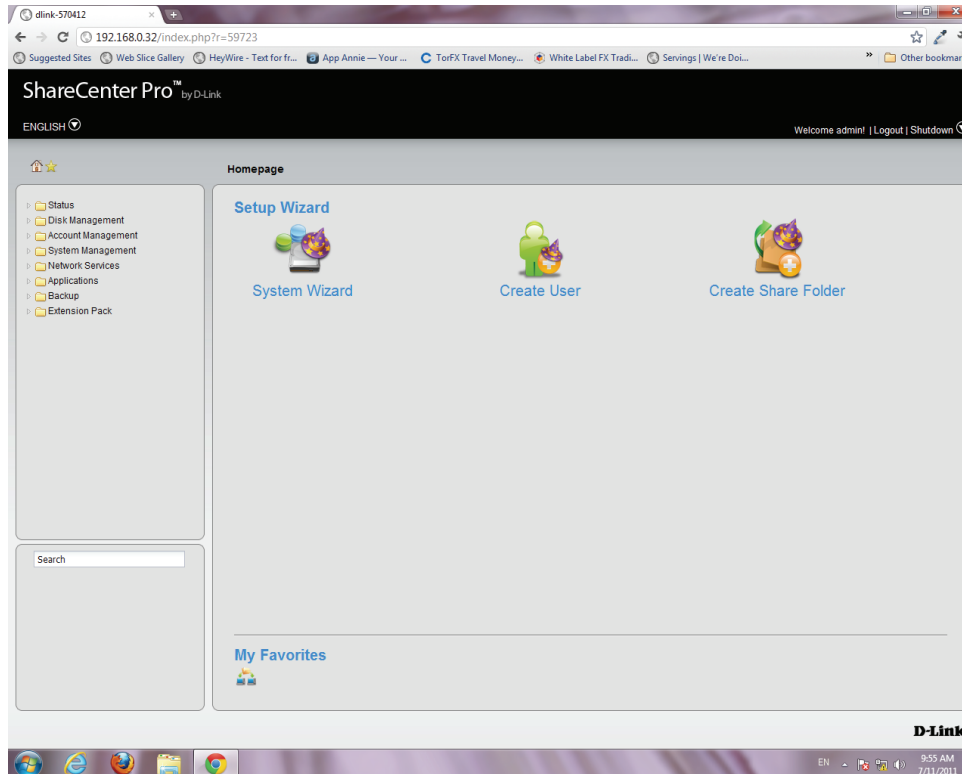 dlink-570412
192.168.0.32/index.php?r=59723
Suggested Sites Web Slice Gallery HeyWire - Text for fr... App Annie — Your ... TorFX Travel Money... White Label FX Tradi... Servings | We're Doi... » Other bookmar
ShareCenter Pro™ by D-Link
ENGLISH
Welcome admin! | Logout | Shutdown
Homepage
Status
Disk Management
Account Management
System Management
Network Services
Applications
Backup
Extension Pack
Search
Setup Wizard
System Wizard Create User Create Share Folder
My Favorites
D-Link
EN 9:55 AM
7/11/2011